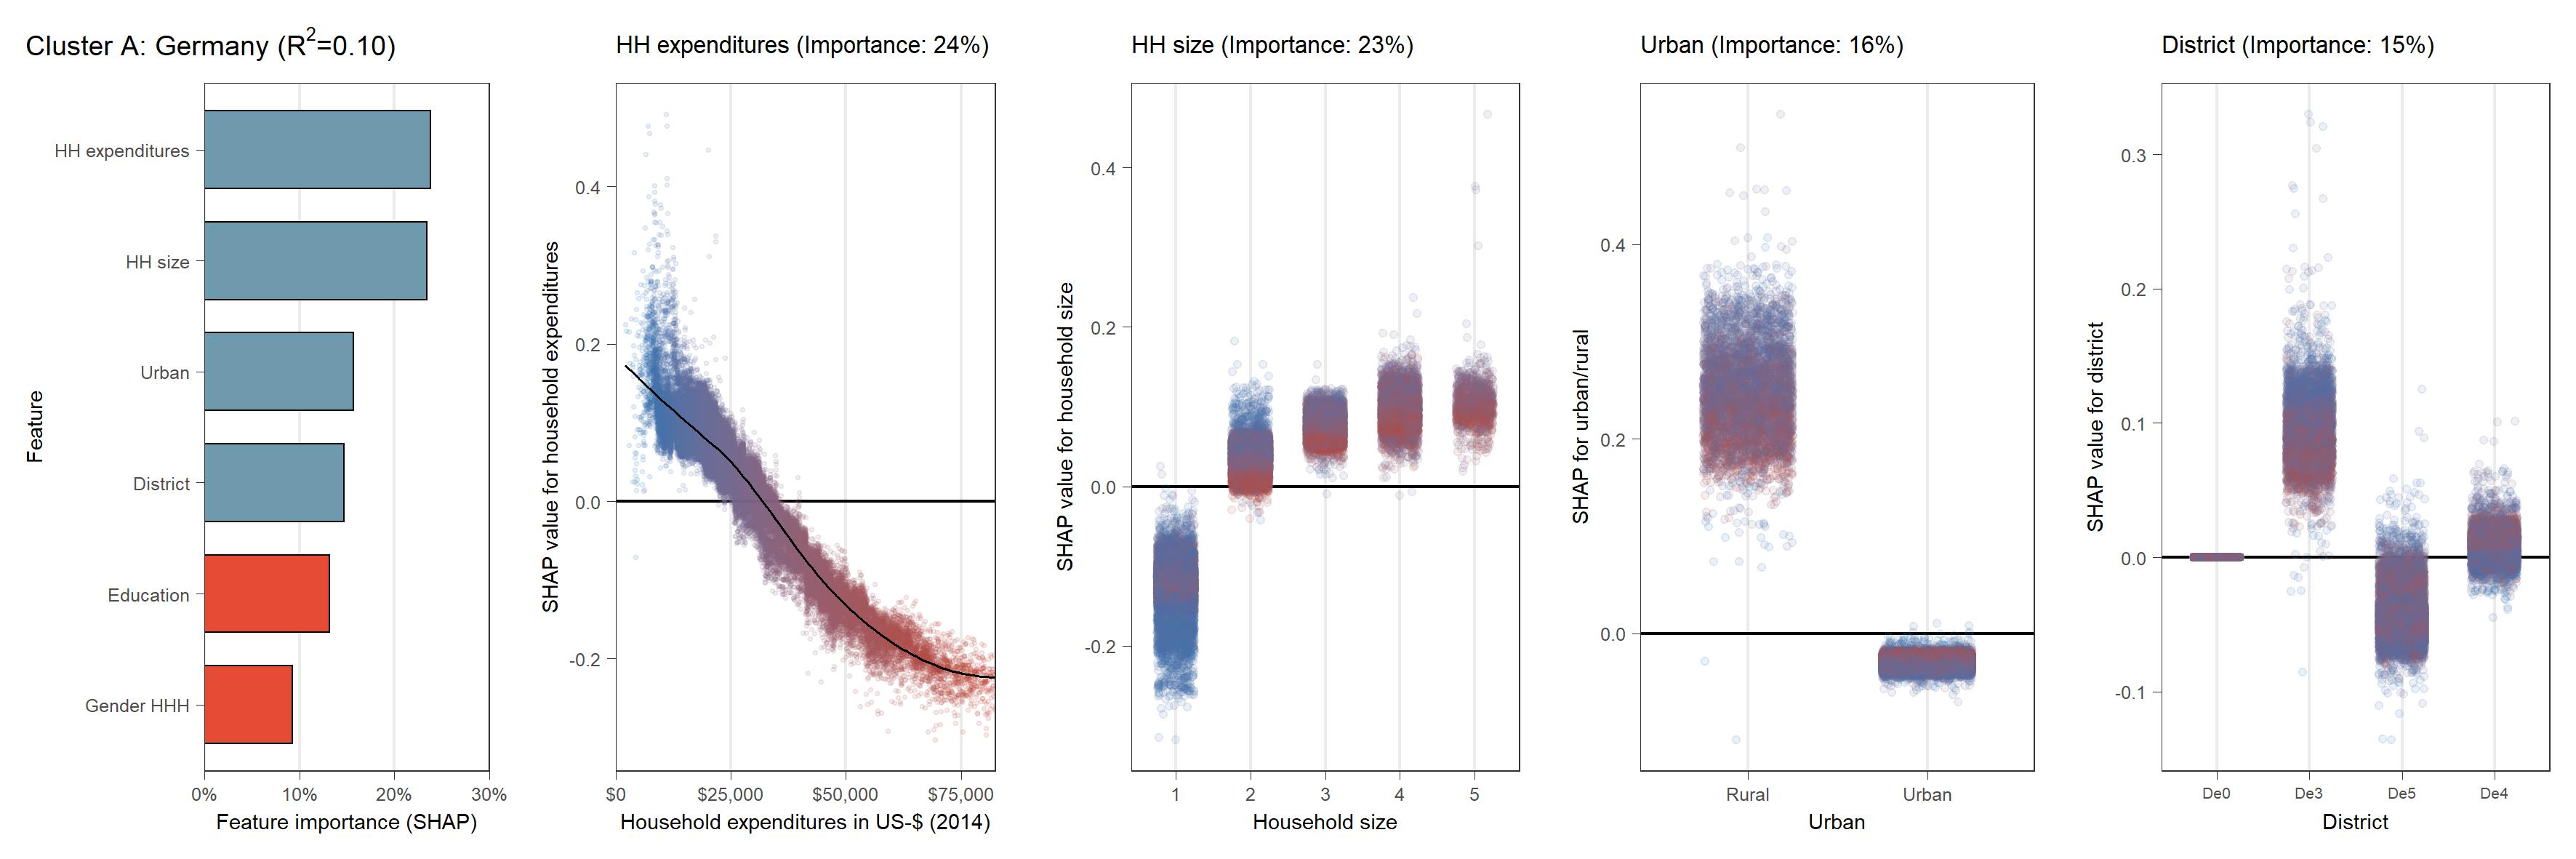 Cluster A: Germany (R²=0.10)
Feature
HH expenditures
HH size
Urban
District
Education
Gender HHH
0%
10%
20%
30%
Feature importance (SHAP)
HH expenditures (Importance: 24%)
SHAP value for household expenditures
0.4
0.2
0.0
-0.2
$0
$25,000
$50,000
$75,000
Household expenditures in US-$ (2014)
HH size (Importance: 23%)
SHAP value for household size
0.4
0.2
0.0
-0.2
1
2
3
4
5
Household size
Urban (Importance: 16%)
SHAP for urban/rural
0.4
0.2
0.0
Rural
Urban
Urban
District (Importance: 15%)
SHAP value for district
0.3
0.2
0.1
0.0
-0.1
De0
De3
De5
De4
District